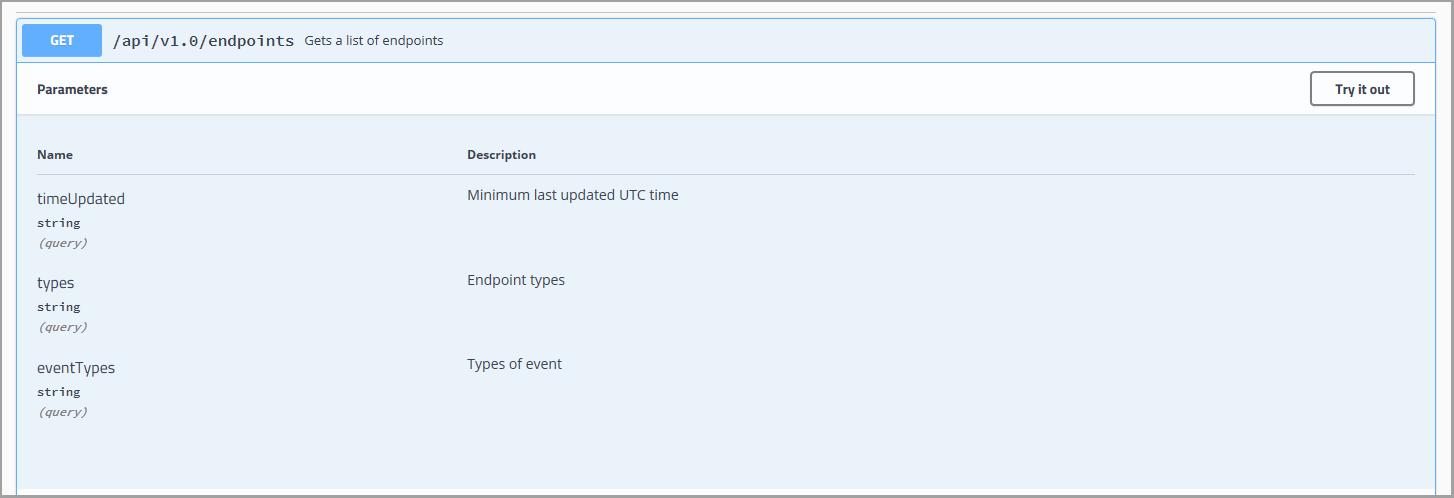 GET /api/v1.0/endpoints Gets a list of endpoints
Parameters Try it out
Name Description
timeUpdated Minimum last updated UTC time
string
(query)
types Endpoint types
string
(query)
eventTypes Types of event
string
(query)